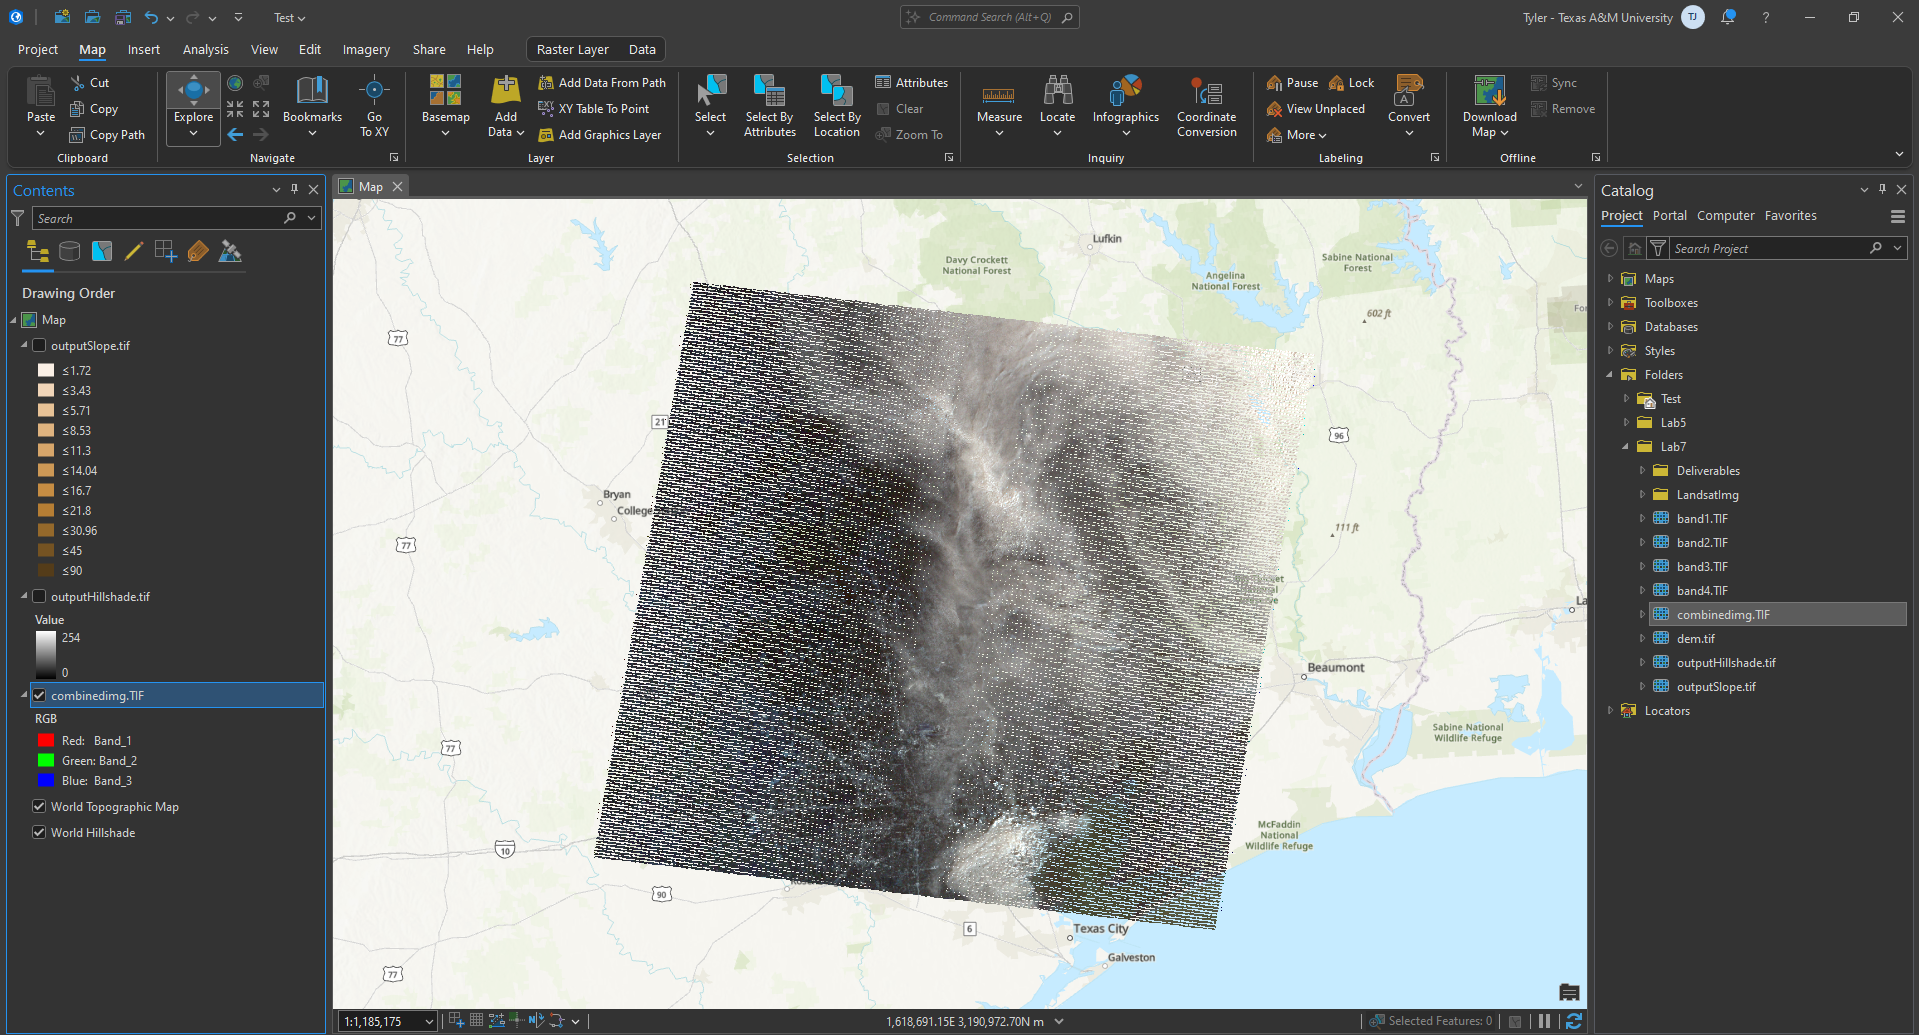 Test
Command Search (Alt+Q)
Tyler - Texas A&M University
TJ
?
Project
Map
Insert
Analysis
View
Edit
Imagery
Share
Help
Raster Layer
Data
Paste
Cut
Copy
Copy Path
Clipboard
Explore
Bookmarks
Go
To XY
Navigate
Basemap
Add
Data
Add Data From Path
XY Table To Point
Add Graphics Layer
Layer
Select
Select By
Attributes
Select By
Location
Attributes
Clear
Zoom To
Selection
Measure
Locate
Infographics
Coordinate
Conversion
Inquiry
Pause
Lock
View Unplaced
More
Convert
Labeling
Download
Map
Sync
Remove
Offline
Contents
Search
Drawing Order
Map
outputSlope.tif
≤1.72
≤3.43
≤5.71
≤8.53
≤11.3
≤14.04
≤16.7
≤21.8
≤30.96
≤45
≤90
outputHillshade.tif
Value
254
0
combinedimg.TIF
RGB
Red: Band_1
Green: Band_2
Blue: Band_3
World Topographic Map
World Hillshade
Map
Lufkin
Davy Crockett
National Forest
Angelina
National Forest
Sabine National
Forest
602 ft
77
21
96
Bryan
College
111 ft
77
Beaumont
77
Sabine National
Wildlife Refuge
McFaddin
National
Wildlife Refuge
10
90
6
Texas City
Galveston
77
1:1,185,175
1,618,691.15E 3,190,972.70N m
Selected Features: 0
Catalog
Project
Portal
Computer
Favorites
Search Project
Maps
Toolboxes
Databases
Styles
Folders
Test
Lab5
Lab7
Deliverables
LandsatImg
band1.TIF
band2.TIF
band3.TIF
band4.TIF
combinedimg.TIF
dem.tif
outputHillshade.tif
outputSlope.tif
Locators